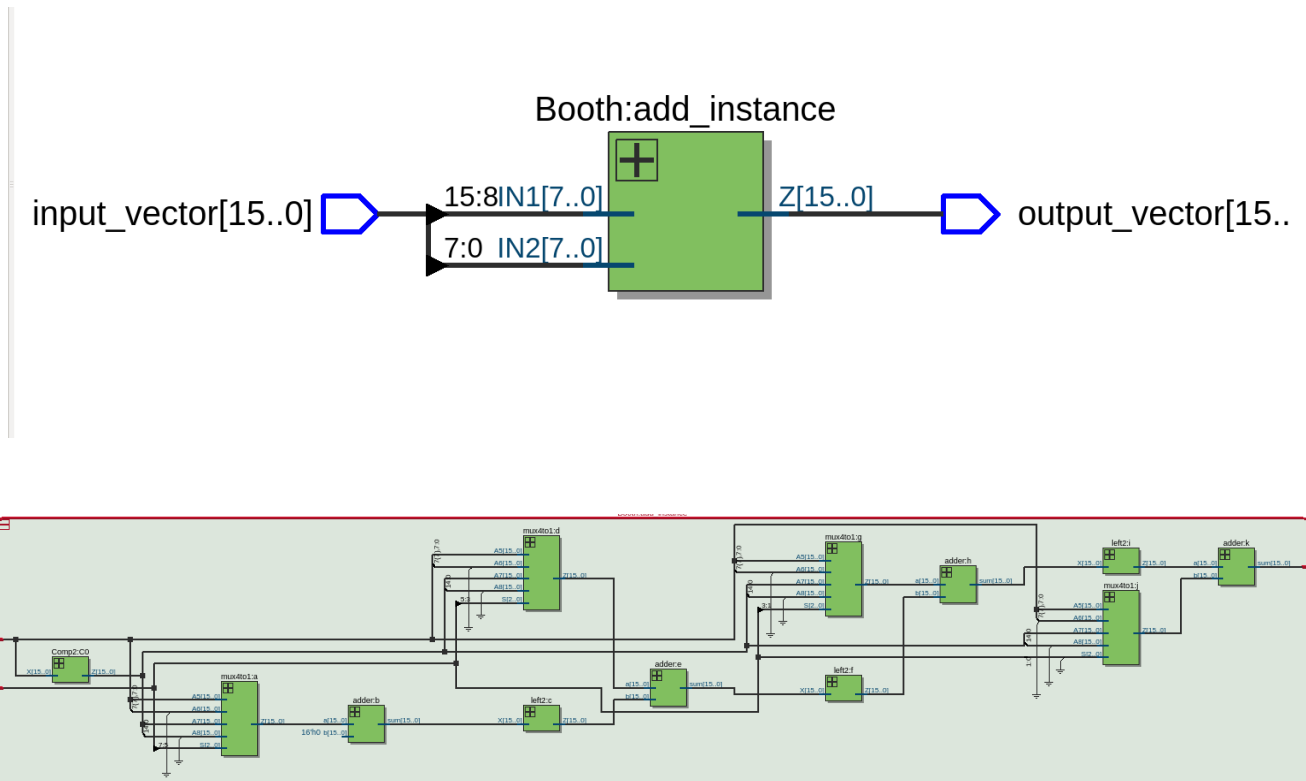 Booth:add_instance
input_vector[15..0]
15:8 IN1[7..0]
7:0 IN2[7..0]
Z[15..0]
output_vector[15..
Comp2:C0
X[15..0]
Z[15..0]
mux4to1:a
A5[15..0]
A6[15..0]
A7[15..0]
A8[15..0]
S[2..0]
Z[15..0]
7:5
adder:b
a[15..0]
16'h0 b[15..0]
sum[15..0]
left2:c
X[15..0]
Z[15..0]
mux4to1:d
A5[15..0]
A6[15..0]
A7[15..0]
A8[15..0]
5:3
S[2..0]
Z[15..0]
adder:e
a[15..0]
b[15..0]
sum[15..0]
left2:f
X[15..0]
Z[15..0]
mux4to1:g
A5[15..0]
A6[15..0]
A7[15..0]
A8[15..0]
3:1
S[2..0]
Z[15..0]
adder:h
a[15..0]
b[15..0]
sum[15..0]
left2:i
X[15..0]
Z[15..0]
mux4to1:j
A5[15..0]
A6[15..0]
A7[15..0]
A8[15..0]
S[2..0]
Z[15..0]
adder:k
a[15..0]
b[15..0]
sum[15..0]